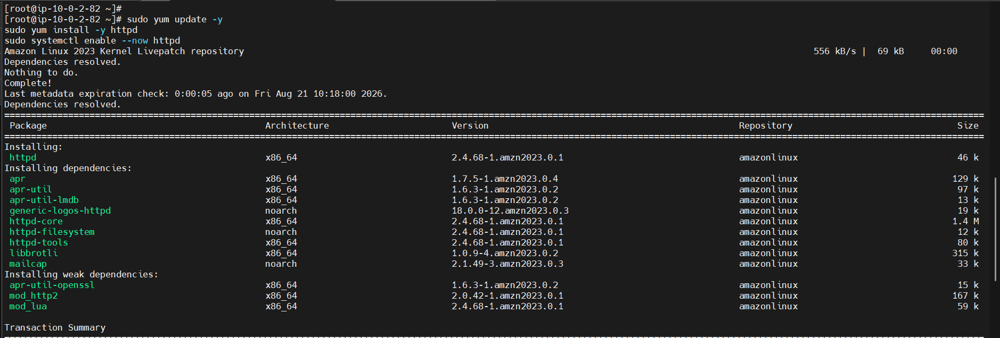 [root@ip-10-0-2-82 ~]#
[root@ip-10-0-2-82 ~]# sudo yum update -y
sudo yum install -y httpd
sudo systemctl enable --now httpd
Amazon Linux 2023 Kernel Livepatch repository 556 kB/s | 69 kB 00:00
Dependencies resolved.
Nothing to do.
Complete!
Last metadata expiration check: 0:00:05 ago on Fri Aug 21 10:18:00 2026.
Dependencies resolved.
================================================================================
Package Architecture Version Repository Size
================================================================================
Installing:
httpd x86_64 2.4.68-1.amzn2023.0.1 amazonlinux 46 k
Installing dependencies:
apr x86_64 1.7.5-1.amzn2023.0.4 amazonlinux 129 k
apr-util x86_64 1.6.3-1.amzn2023.0.2 amazonlinux 97 k
apr-util-lmdb x86_64 1.6.3-1.amzn2023.0.2 amazonlinux 13 k
generic-logos-httpd noarch 18.0.0-12.amzn2023.0.3 amazonlinux 19 k
httpd-core x86_64 2.4.68-1.amzn2023.0.1 amazonlinux 1.4 M
httpd-filesystem noarch 2.4.68-1.amzn2023.0.1 amazonlinux 12 k
httpd-tools x86_64 2.4.68-1.amzn2023.0.1 amazonlinux 80 k
libbrotli x86_64 1.0.9-4.amzn2023.0.2 amazonlinux 315 k
mailcap noarch 2.1.49-3.amzn2023.0.3 amazonlinux 33 k
Installing weak dependencies:
apr-util-openssl x86_64 1.6.3-1.amzn2023.0.2 amazonlinux 15 k
mod_http2 x86_64 2.0.42-1.amzn2023.0.1 amazonlinux 167 k
mod_lua x86_64 2.4.68-1.amzn2023.0.1 amazonlinux 59 k
Transaction Summary